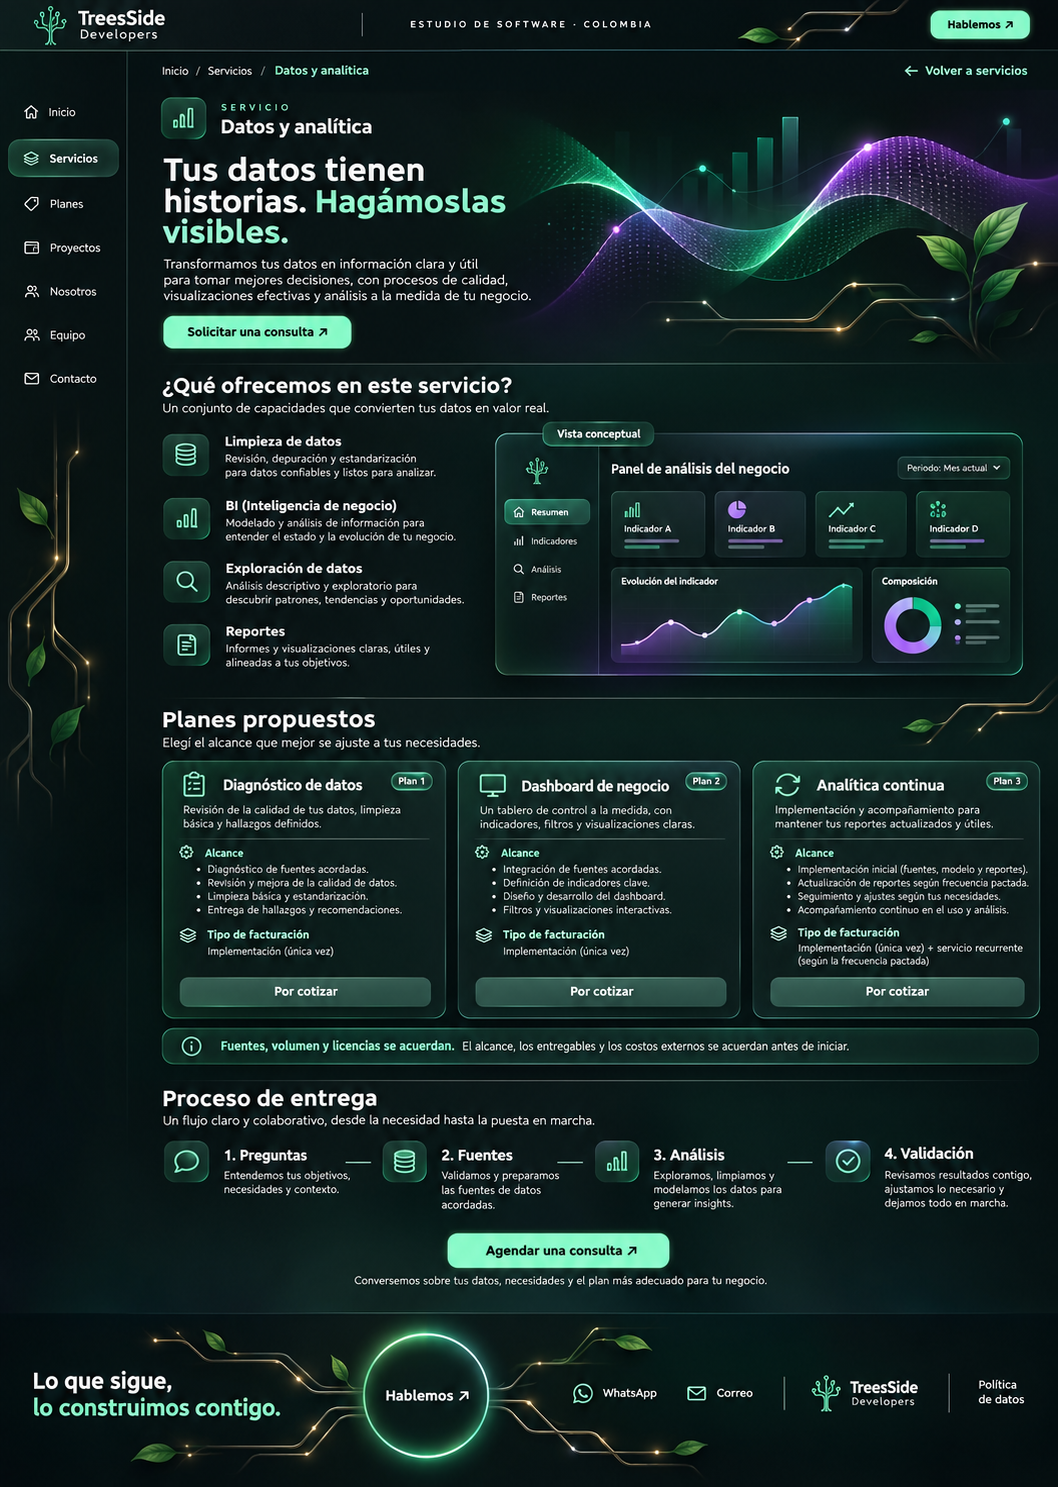 TreesSide
Developers
ESTUDIO DE SOFTWARE · COLOMBIA
Hablemos ↗
Inicio / Servicios / Datos y analítica
← Volver a servicios
Inicio
Servicios
Planes
Proyectos
Nosotros
Equipo
Contacto
SERVICIO
Datos y analítica
Tus datos tienen
historias. Hagámoslas
visibles.
Transformamos tus datos en información clara y útil
para tomar mejores decisiones, con procesos de calidad,
visualizaciones efectivas y análisis a la medida de tu negocio.
Solicitar una consulta ↗
¿Qué ofrecemos en este servicio?
Un conjunto de capacidades que convierten tus datos en valor real.
Limpieza de datos
Revisión, depuración y estandarización
para datos confiables y listos para analizar.
BI (Inteligencia de negocio)
Modelado y análisis de información para
entender el estado y la evolución de tu negocio.
Exploración de datos
Análisis descriptivo y exploratorio para
descubrir patrones, tendencias y oportunidades.
Reportes
Informes y visualizaciones claras, útiles y
alineadas a tus objetivos.
Vista conceptual
Panel de análisis del negocio
Periodo: Mes actual
Resumen
Indicadores
Análisis
Reportes
Indicador A
Indicador B
Indicador C
Indicador D
Evolución del indicador
Composición
Planes propuestos
Elegí el alcance que mejor se ajuste a tus necesidades.
Diagnóstico de datos
Plan 1
Revisión de la calidad de tus datos, limpieza
básica y hallazgos definidos.
Alcance
• Diagnóstico de fuentes acordadas.
• Revisión y mejora de la calidad de datos.
• Limpieza básica y estandarización.
• Entrega de hallazgos y recomendaciones.
Tipo de facturación
Implementación (única vez)
Por cotizar
Dashboard de negocio
Plan 2
Un tablero de control a la medida, con
indicadores, filtros y visualizaciones claras.
Alcance
• Integración de fuentes acordadas.
• Definición de indicadores clave.
• Diseño y desarrollo del dashboard.
• Filtros y visualizaciones interactivas.
Tipo de facturación
Implementación (única vez)
Por cotizar
Analítica continua
Plan 3
Implementación y acompañamiento para
mantener tus reportes actualizados y útiles.
Alcance
• Implementación inicial (fuentes, modelo y reportes).
• Actualización de reportes según frecuencia pactada.
• Seguimiento y ajustes según tus necesidades.
• Acompañamiento continuo en el uso y análisis.
Tipo de facturación
Implementación (única vez) + servicio recurrente
(según la frecuencia pactada)
Por cotizar
Fuentes, volumen y licencias se acuerdan. El alcance, los entregables y los costos externos se acuerdan antes de iniciar.
Proceso de entrega
Un flujo claro y colaborativo, desde la necesidad hasta la puesta en marcha.
1. Preguntas
Entendemos tus objetivos,
necesidades y contexto.
2. Fuentes
Validamos y preparamos
las fuentes de datos
acordadas.
3. Análisis
Exploramos, limpiamos y
modelamos los datos para
generar insights.
4. Validación
Revisamos resultados contigo,
ajustamos lo necesario y
dejamos todo en marcha.
Agendar una consulta ↗
Conversemos sobre tus datos, necesidades y el plan más adecuado para tu negocio.
Lo que sigue,
lo construimos contigo.
Hablemos ↗
WhatsApp
Correo
TreesSide
Developers
Política
de datos